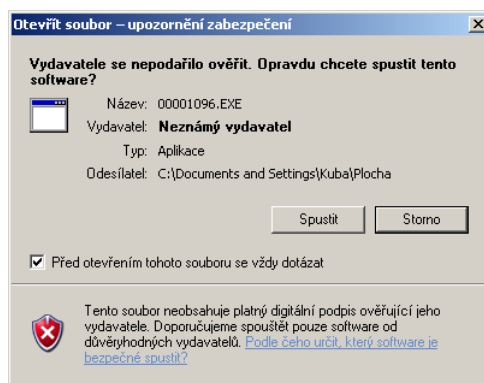 Otevřít soubor – upozornění zabezpečení
Vydavatele se nepodařilo ověřit. Opravdu chcete spustit tento
software?
Název: 00001096.EXE
Vydavatel: Neznámý vydavatel
Typ: Aplikace
Odesílatel: C:\Documents and Settings\Kuba\Plocha
Spustit Storno
Před otevřením tohoto souboru se vždy dotázat
Tento soubor neobsahuje platný digitální podpis ověřující jeho
vydavatele. Doporučujeme spouštět pouze software od
důvěryhodných vydavatelů. Podle čeho určit, který software je
bezpečné spustit?